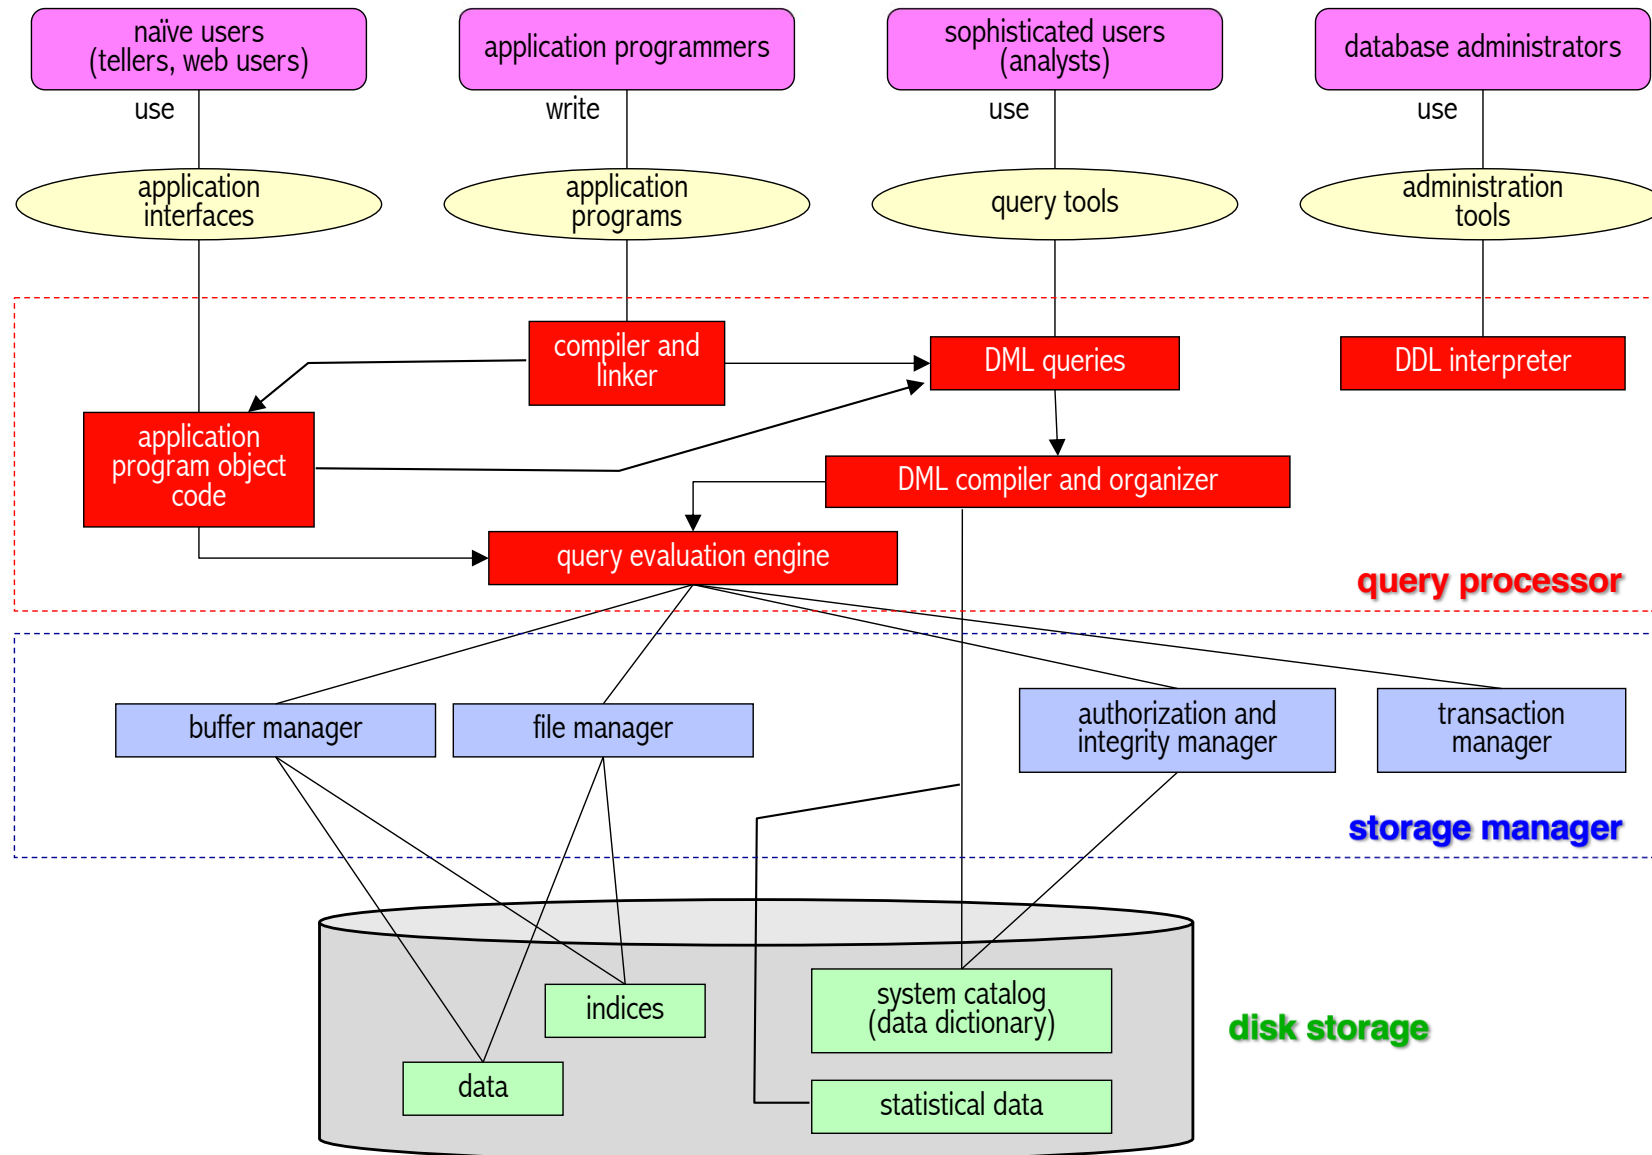 naïve users
(tellers, web users)
application programmers
sophisticated users
(analysts)
database administrators
use
write
use
use
application
interfaces
application
programs
query tools
administration
tools
compiler and
linker
DML queries
DDL interpreter
application
program object
code
DML compiler and organizer
query evaluation engine
query processor
buffer manager
file manager
authorization and
integrity manager
transaction
manager
storage manager
indices
system catalog
(data dictionary)
disk storage
data
statistical data